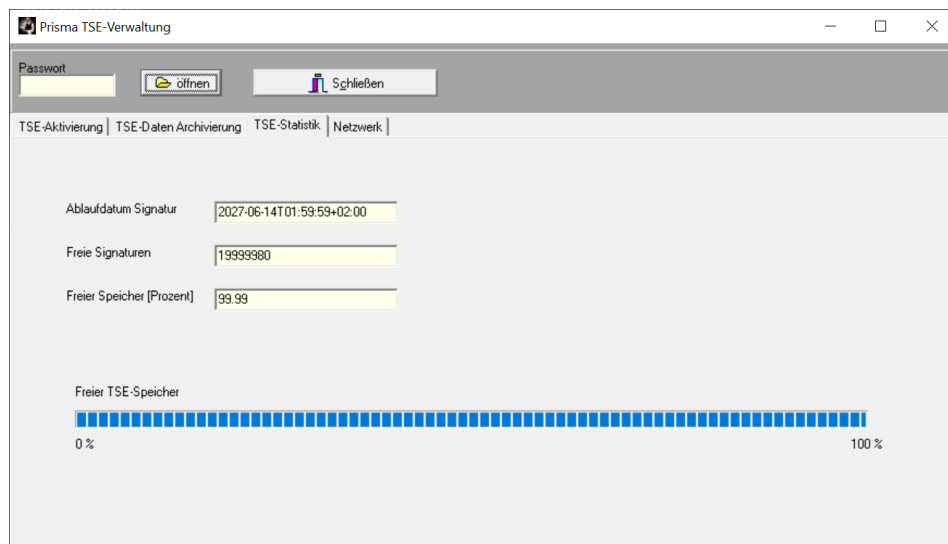 Prisma TSE-Verwaltung
Passwort
öffnen
Schließen
TSE-Aktivierung
TSE-Daten Archivierung
TSE-Statistik
Netzwerk
Ablaufdatum Signatur
2027-06-14T01:59:59+02:00
Freie Signaturen
19999980
Freier Speicher [Prozent]
99.99
Freier TSE-Speicher
0 %
100 %